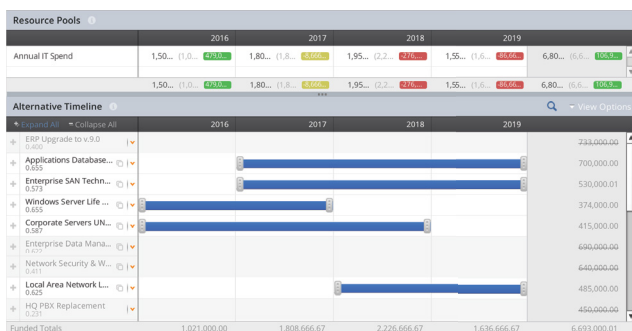 Resource Pools
2016 2017 2018 2019
Annual IT Spend 1,50... (1,0... 479,0... 1,80... (1,8... -8,666... 1,95... (2,2... -276,... 1,55... (1,6... -86,66... 6,80... (6,6... 106,9...
1,50... (1,0... 479,0... 1,80... (1,8... -8,666... 1,95... (2,2... -276,... 1,55... (1,6... -86,66... 6,80... (6,6... 106,9...
Alternative Timeline View Options
Expand All Collapse All 2016 2017 2018 2019
ERP Upgrade to v.9.0 733,000.00
0.400
Applications Database... 700,000.00
0.655
Enterprise SAN Techn... 530,000.01
0.573
Windows Server Life ... 374,000.00
0.655
Corporate Servers UN... 415,000.00
0.587
Enterprise Data Mana... 690,000.00
Network Security & W... 640,000.00
0.411
Local Area Network L... 485,000.00
0.625
HQ PBX Replacement 450,000.00
0.231
Funded Totals 1,021,000.00 1,808,666.67 2,226,666.67 1,636,666.67 6,693,000.01